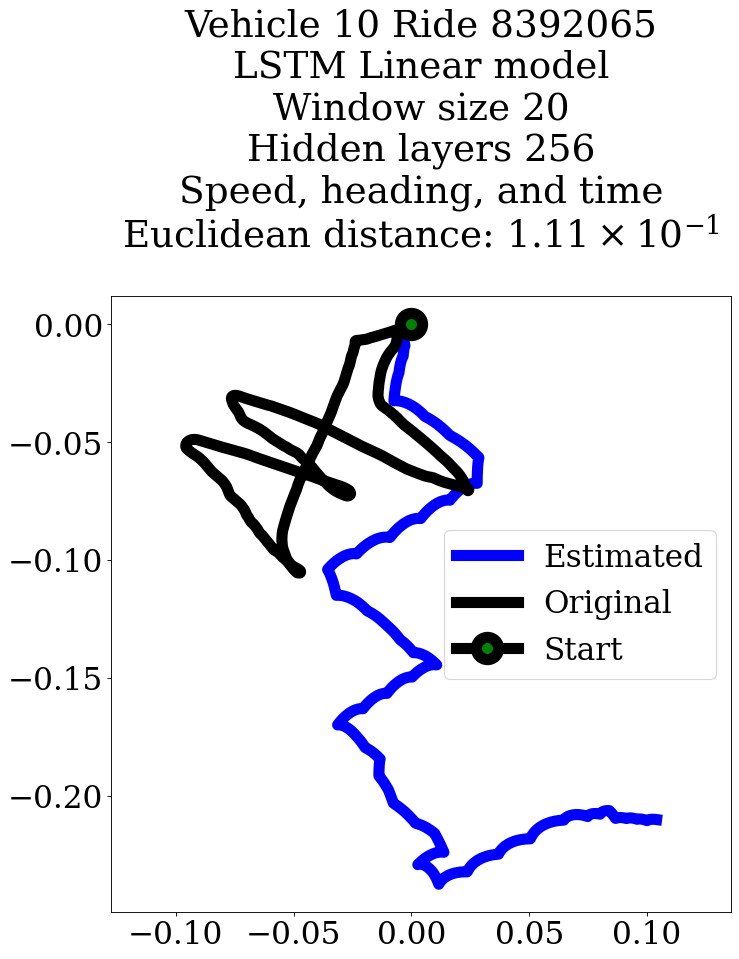 Vehicle 10 Ride 8392065
LSTM Linear model
Window size 20
Hidden layers 256
Speed, heading, and time
Euclidean distance: 1.11 × 10⁻¹
0.00
−0.05
−0.10
−0.15
−0.20
Estimated
Original
Start
−0.10 −0.05 0.00 0.05 0.10